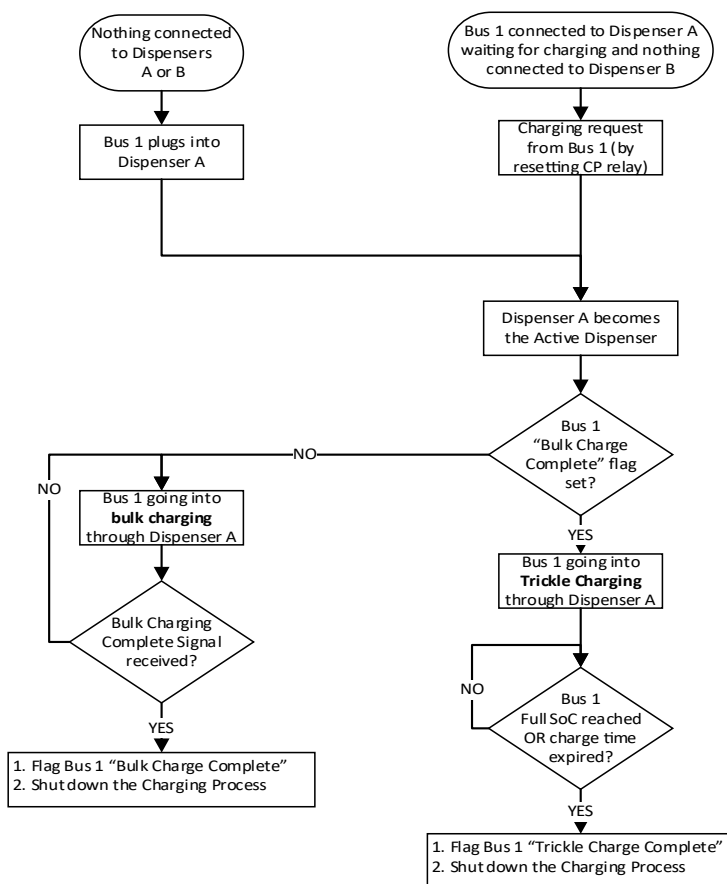 Nothing connected
to Dispensers
A or B
Bus 1 connected to Dispenser A
waiting for charging and nothing
connected to Dispenser B
Bus 1 plugs into
Dispenser A
Charging request
from Bus 1 (by
resetting CP relay)
Dispenser A becomes
the Active Dispenser
Bus 1
“Bulk Charge
Complete” flag
set?
NO
NO
YES
Bus 1 going into
bulk charging
through Dispenser A
Bus 1 going into
Trickle Charging
through Dispenser A
Bulk Charging
Complete Signal
received?
NO
Bus 1
Full SoC reached
OR charge time
expired?
YES
1. Flag Bus 1 “Bulk Charge Complete”
2. Shut down the Charging Process
YES
1. Flag Bus 1 “Trickle Charge Complete”
2. Shut down the Charging Process